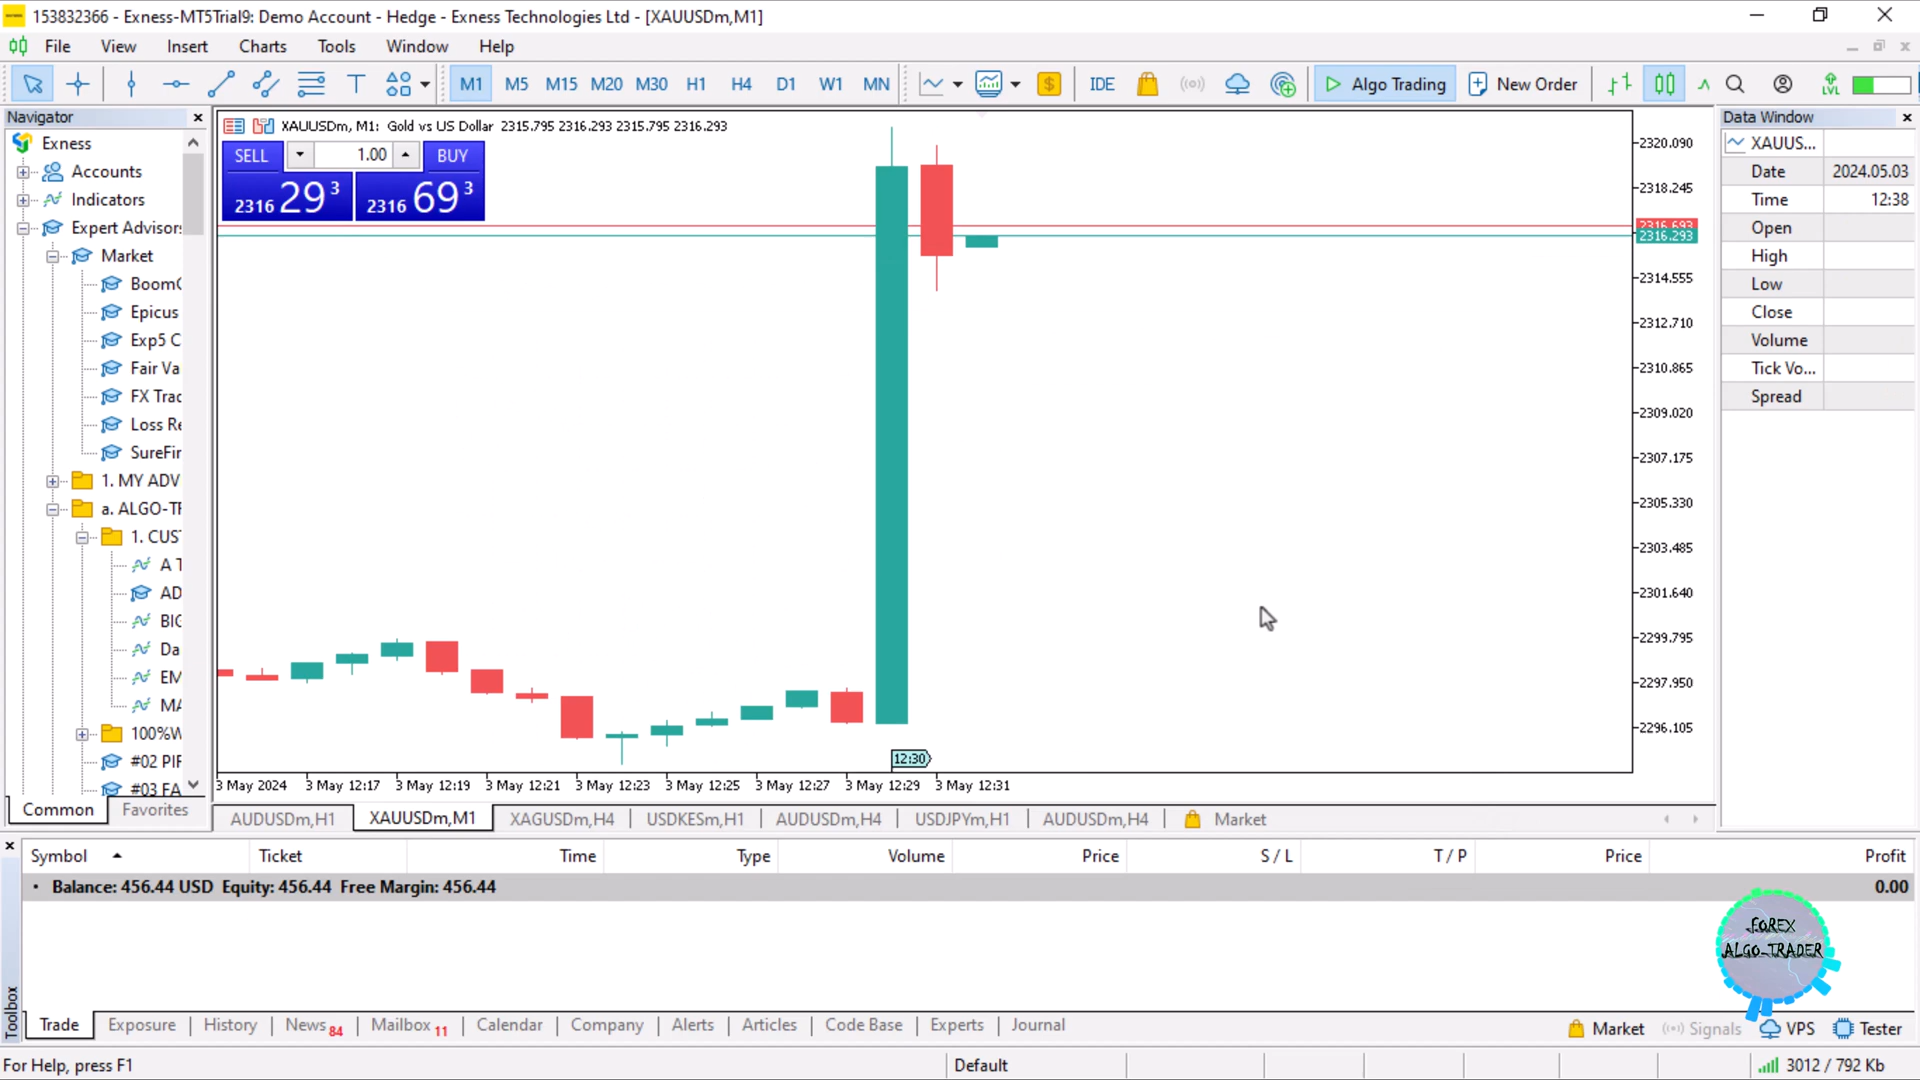 153832366 - Exness-MT5Trial9: Demo Account - Hedge - Exness Technologies Ltd - [XAUUSDm,M1]
File View Insert Charts Tools Window Help
M1 M5 M15 M20 M30 H1 H4 D1 W1 MN IDE Algo Trading New Order LVL
Navigator
Exness
Accounts
Indicators
Expert Advisors
Market
Epicus
Exp5 C
Fair Va
FX Trac
Loss Re
SureFir
1. MY ADV
a. ALGO-TF
1. CUS
A T
AD
BIG
Da
EM
MA
100%W
#02 PIF
#03 FA
Common Favorites
XAUUSDm, M1: Gold vs US Dollar 2315.795 2316.293 2315.795 2316.293
SELL 1.00 BUY
2316 29 3 2316 69 3
2320.090
2318.245
2316.693
2316.293
2314.555
2312.710
2310.865
2309.020
2307.175
2305.330
2303.485
2301.640
2299.795
2297.950
2296.105
12:30
3 May 2024 3 May 12:17 3 May 12:19 3 May 12:21 3 May 12:23 3 May 12:25 3 May 12:27 3 May 12:29 3 May 12:31
AUDUSDm,H1 XAUUSDm,M1 XAGUSDm,H4 USDKESm,H1 AUDUSDm,H4 USDJPYm,H1 AUDUSDm,H4 Market
Data Window
XAUUS...
Date 2024.05.03
Time 12:38
Open
High
Low
Close
Volume
Tick Vo...
Spread
Symbol Ticket Time Type Volume Price S / L T / P Price Profit
Balance: 456.44 USD Equity: 456.44 Free Margin: 456.44 0.00
FOREX
ALGO-TRADER
Toolbox
Trade Exposure History News 84 Mailbox 11 Calendar Company Alerts Articles Code Base Experts Journal
Market Signals VPS Tester
For Help, press F1 Default 3012 / 792 Kb